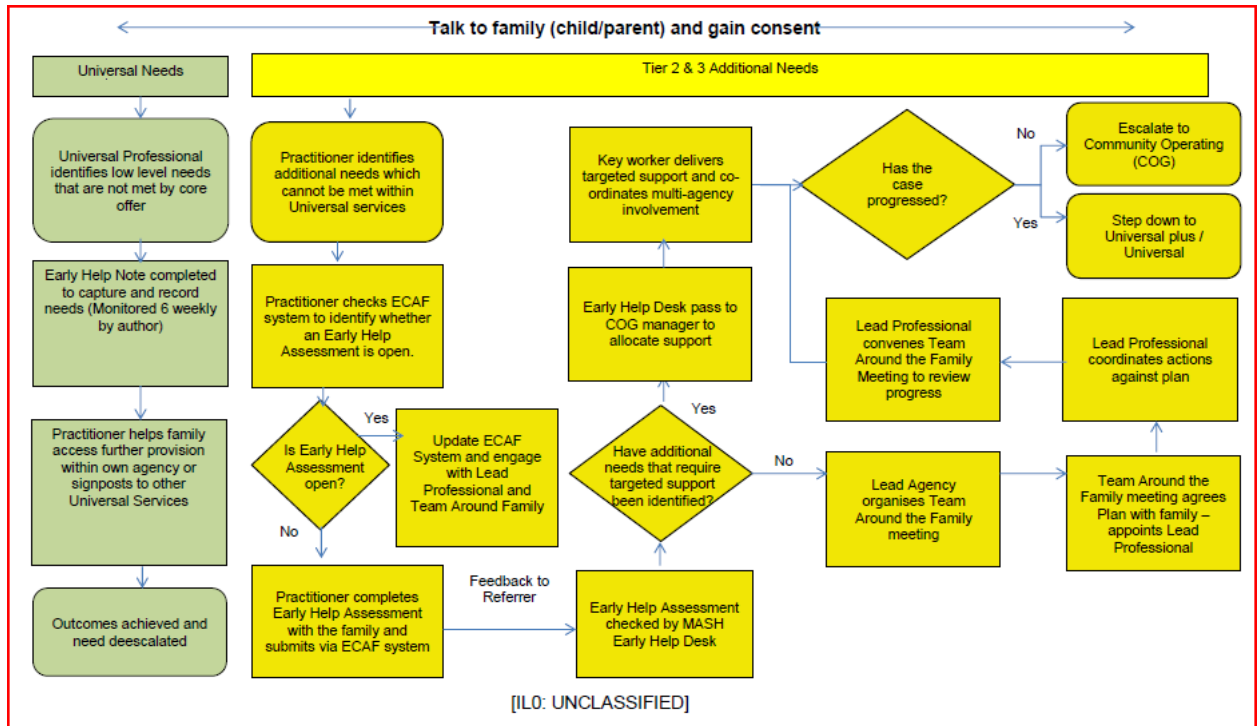 Talk to family (child/parent) and gain consent
Universal Needs
Tier 2 & 3 Additional Needs
Universal Professional
identifies low level needs
that are not met by core
offer
Early Help Note completed
to capture and record
needs (Monitored 6 weekly
by author)
Practitioner helps family
access further provision
within own agency or
signposts to other
Universal Services
Outcomes achieved and
need deescalated
Practitioner identifies
additional needs which
cannot be met within
Universal services
Practitioner checks ECAF
system to identify whether
an Early Help
Assessment is open.
Is Early Help
Assessment
open?
Yes
Update ECAF
System and engage
with Lead
Professional and
Team Around Family
No
Practitioner completes
Early Help Assessment
with the family and
submits via ECAF system
Feedback to
Referrer
Early Help Assessment
checked by MASH
Early Help Desk
Have additional
needs that require
targeted support
been identified?
Yes
Early Help Desk pass to
COG manager to
allocate support
Key worker delivers
targeted support and co-
ordinates multi-agency
involvement
No
Lead Agency
organises Team
Around the Family
meeting
Team Around the
Family meeting agrees
Plan with family –
appoints Lead
Professional
Lead Professional
coordinates actions
against plan
Lead Professional
convenes Team
Around the Family
Meeting to review
progress
Has the
case
progressed?
No
Escalate to
Community Operating
(COG)
Yes
Step down to
Universal plus /
Universal
[IL0: UNCLASSIFIED]